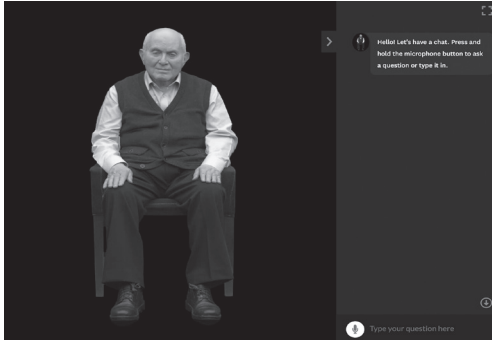 Hello! Let's have a chat. Press and
hold the microphone button to ask
a question or type it in.
Type your question here